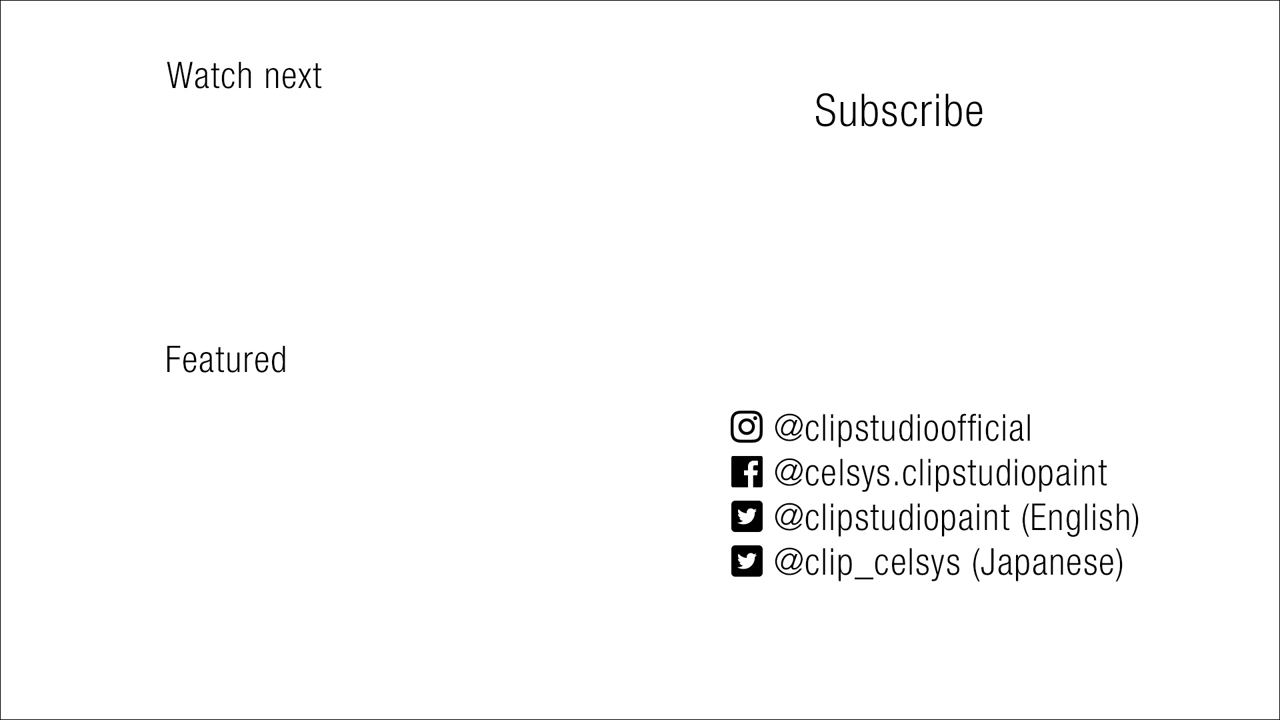 Watch next
Subscribe
Featured
@clipstudioofficial
@celsys.clipstudiopaint
@clipstudiopaint (English)
@clip_celsys (Japanese)